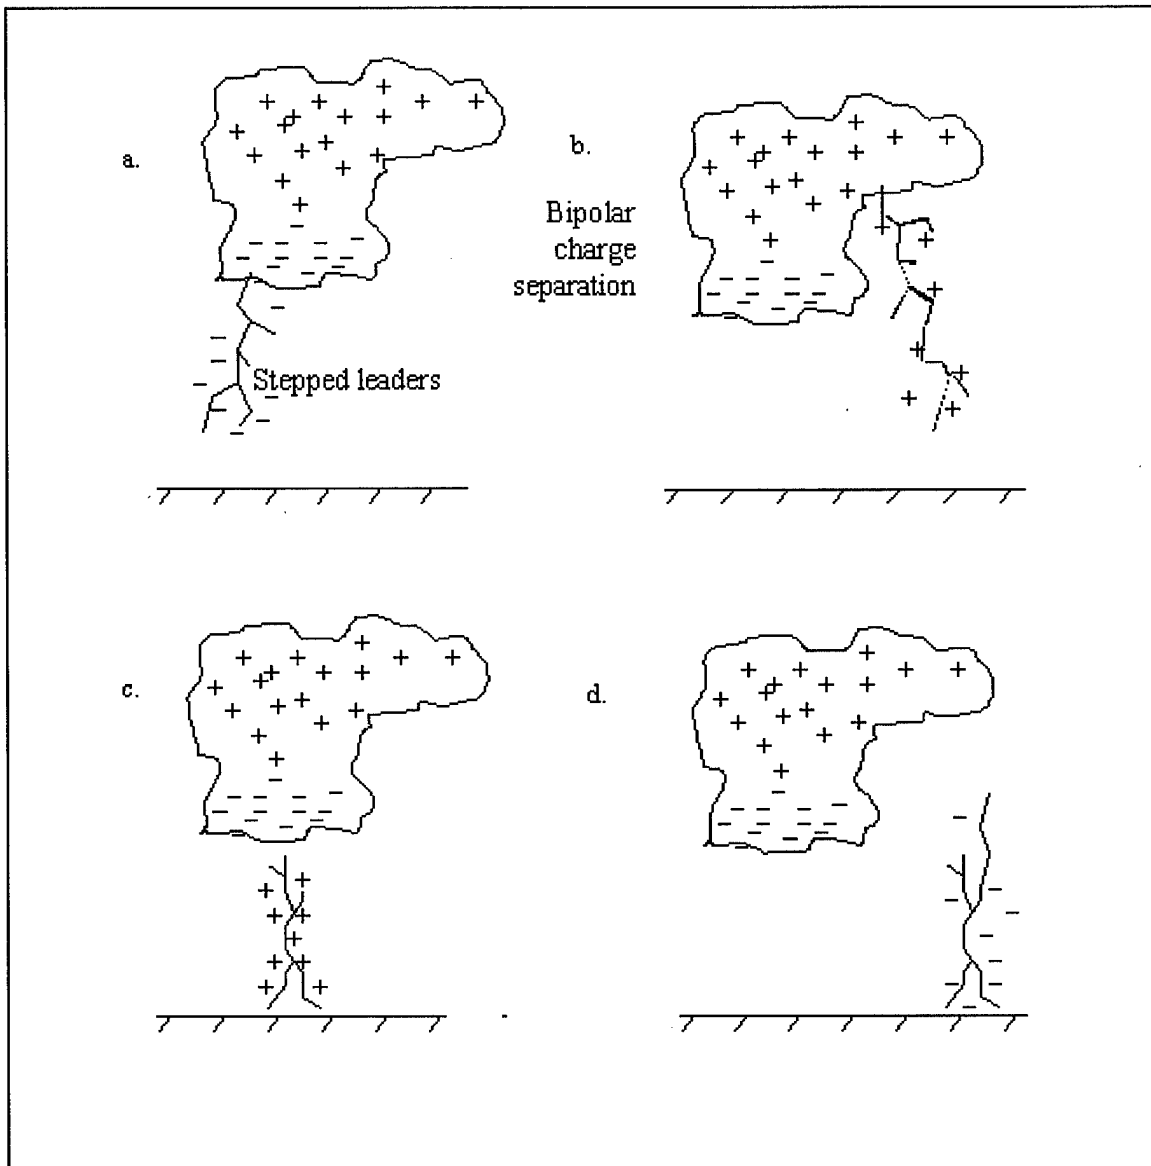 a.
b.
Bipolar
charge
separation
Stepped leaders
c.
d.